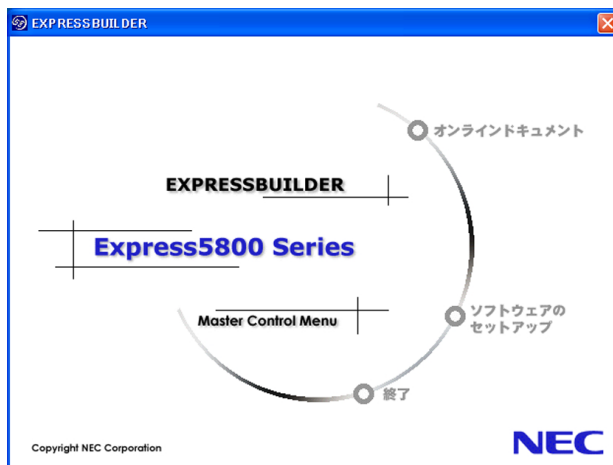 EXPRESSBUILDER
オンラインドキュメント
EXPRESSBUILDER
Express5800 Series
ソフトウェアの
セットアップ
Master Control Menu
終了
Copyright NEC Corporation
NEC